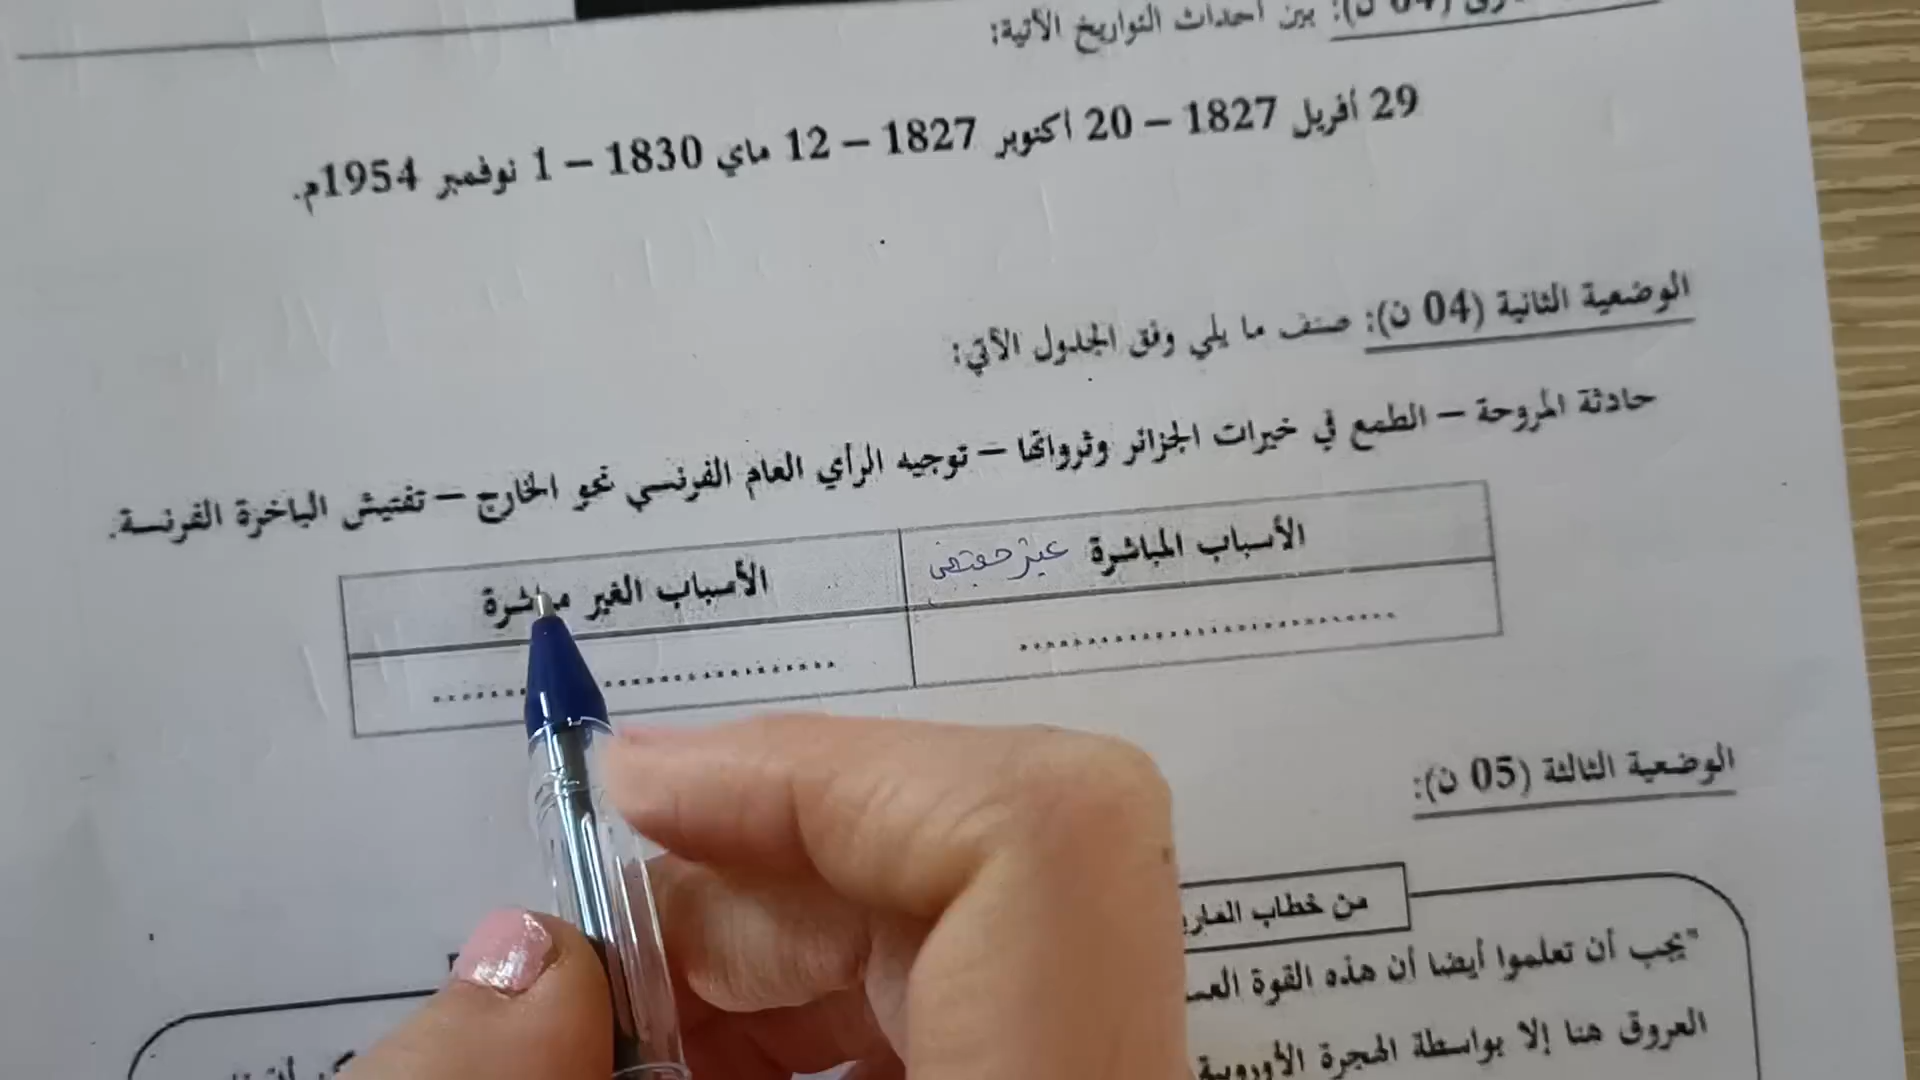 (04 ن): بين أحداث التواريخ الآتية:
29 أفريل 1827 – 20 أكتوبر 1827 – 12 ماي 1830 – 1 نوفمبر 1954م.
الوضعية الثانية (04 ن): صنف ما يلي وفق الجدول الآتي:
حادثة المروحة – الطمع في خيرات الجزائر وثرواتها – توجيه الرأي العام الفرنسي نحو الخارج – تفتيش الباخرة الفرنسة.
الأسباب المباشرة غير حقيقي
الأسباب الغير مباشرة
الوضعية الثالثة (05 ن):
من خطاب
"يجب أن تعلموا أيضا أن هذه القوة
العروق هنا إلا بواسطة الهجرة الأوروبية